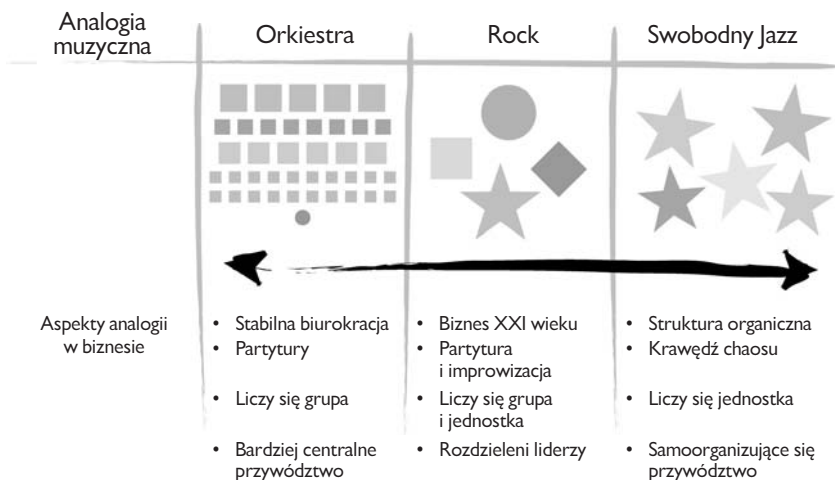 Analogia
muzyczna
Orkiestra
Rock
Swobodny Jazz
Aspekty analogii
w biznesie
• Stabilna biurokracja
• Partytury
• Liczy się grupa
• Bardziej centralne
przywództwo
• Biznes XXI wieku
• Partytura
i improwizacja
• Liczy się grupa
i jednostka
• Rozdzieleni liderzy
• Struktura organiczna
• Krawędź chaosu
• Liczy się jednostka
• Samoorganizujące się
przywództwo